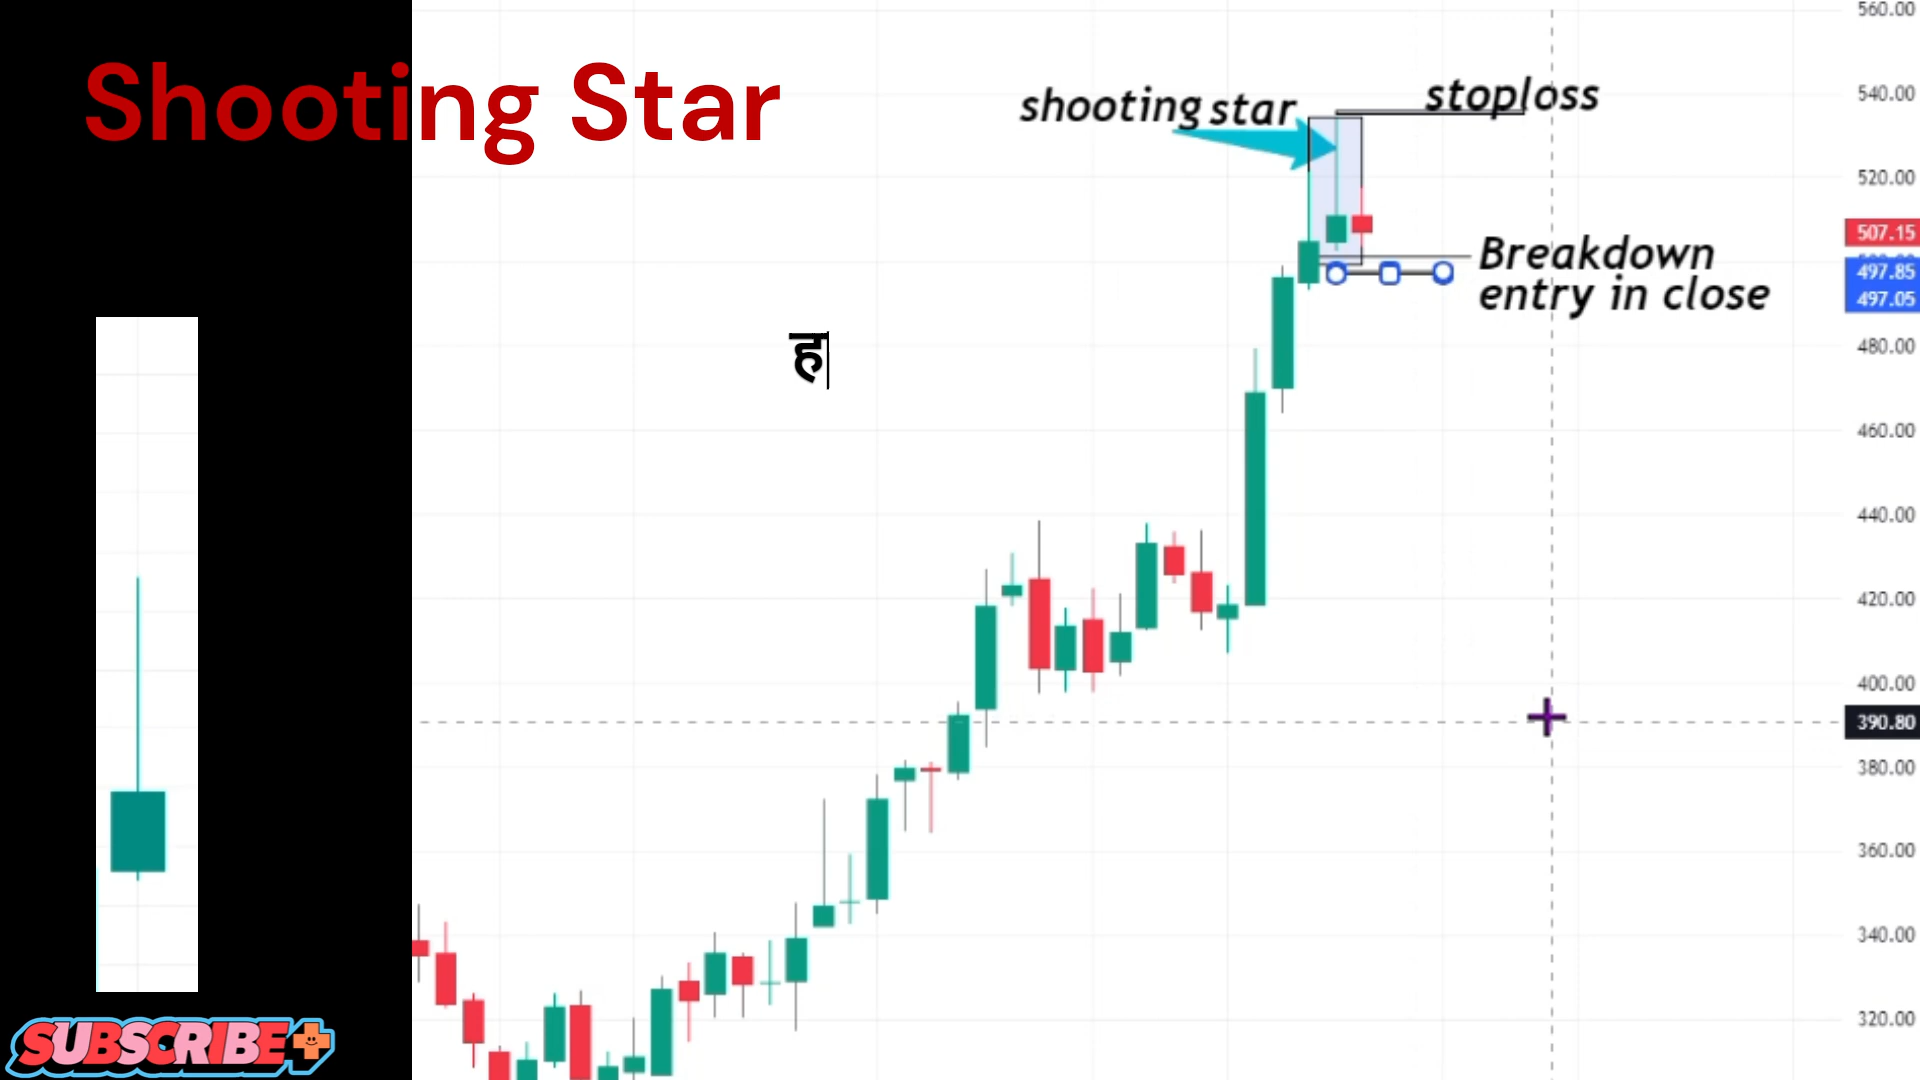 Shooting Star
shooting star
stoploss
Breakdown
entry in close
ह
SUBSCRIBE
560.00
540.00
520.00
507.15
497.85
497.05
480.00
460.00
440.00
420.00
400.00
390.80
380.00
360.00
340.00
320.00